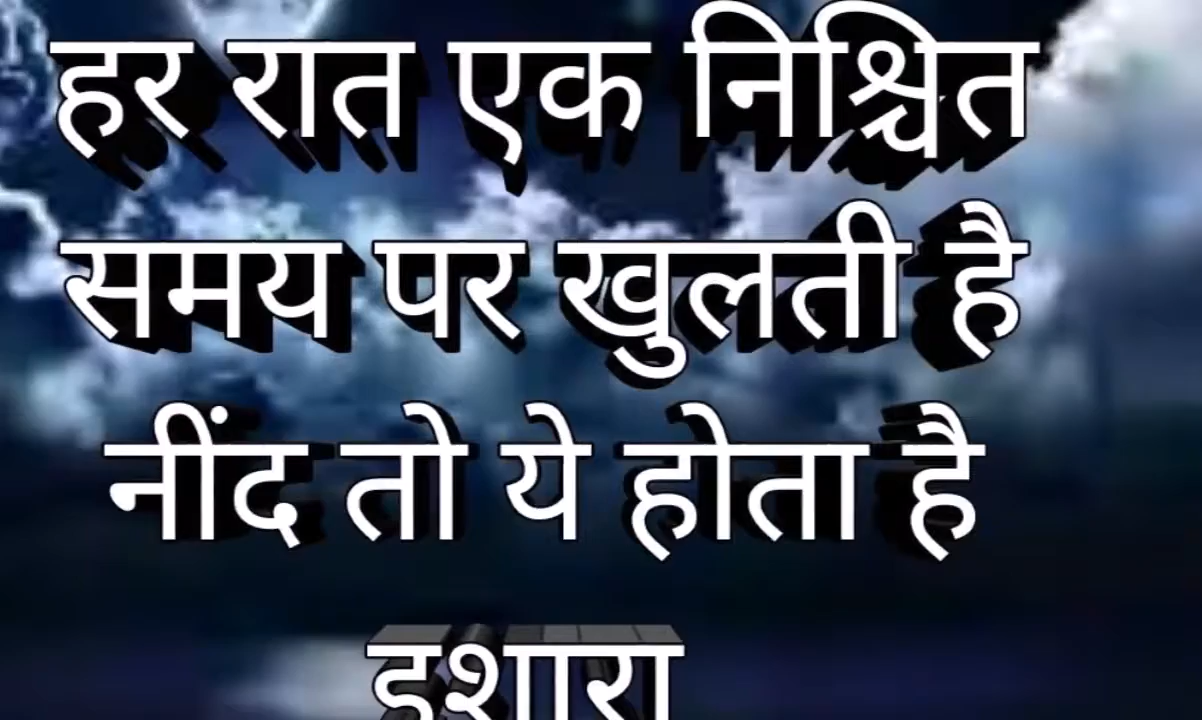 हर रात एक निश्चित
समय पर खुलती है
नींद तो ये होता है
इशारा